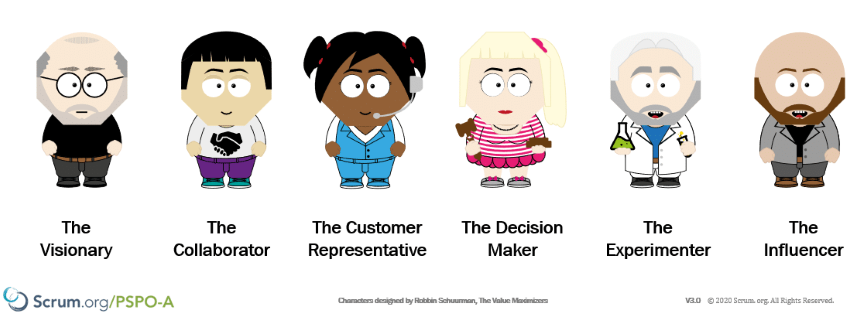 The
Visionary
The
Collaborator
The Customer
Representative
The Decision
Maker
The
Experimenter
The
Influencer
Scrum.org/PSPO-A
Characters designed by Robbin Schuurman, The Value Maximizers
V3.0 © 2020 Scrum.org. All Rights Reserved.